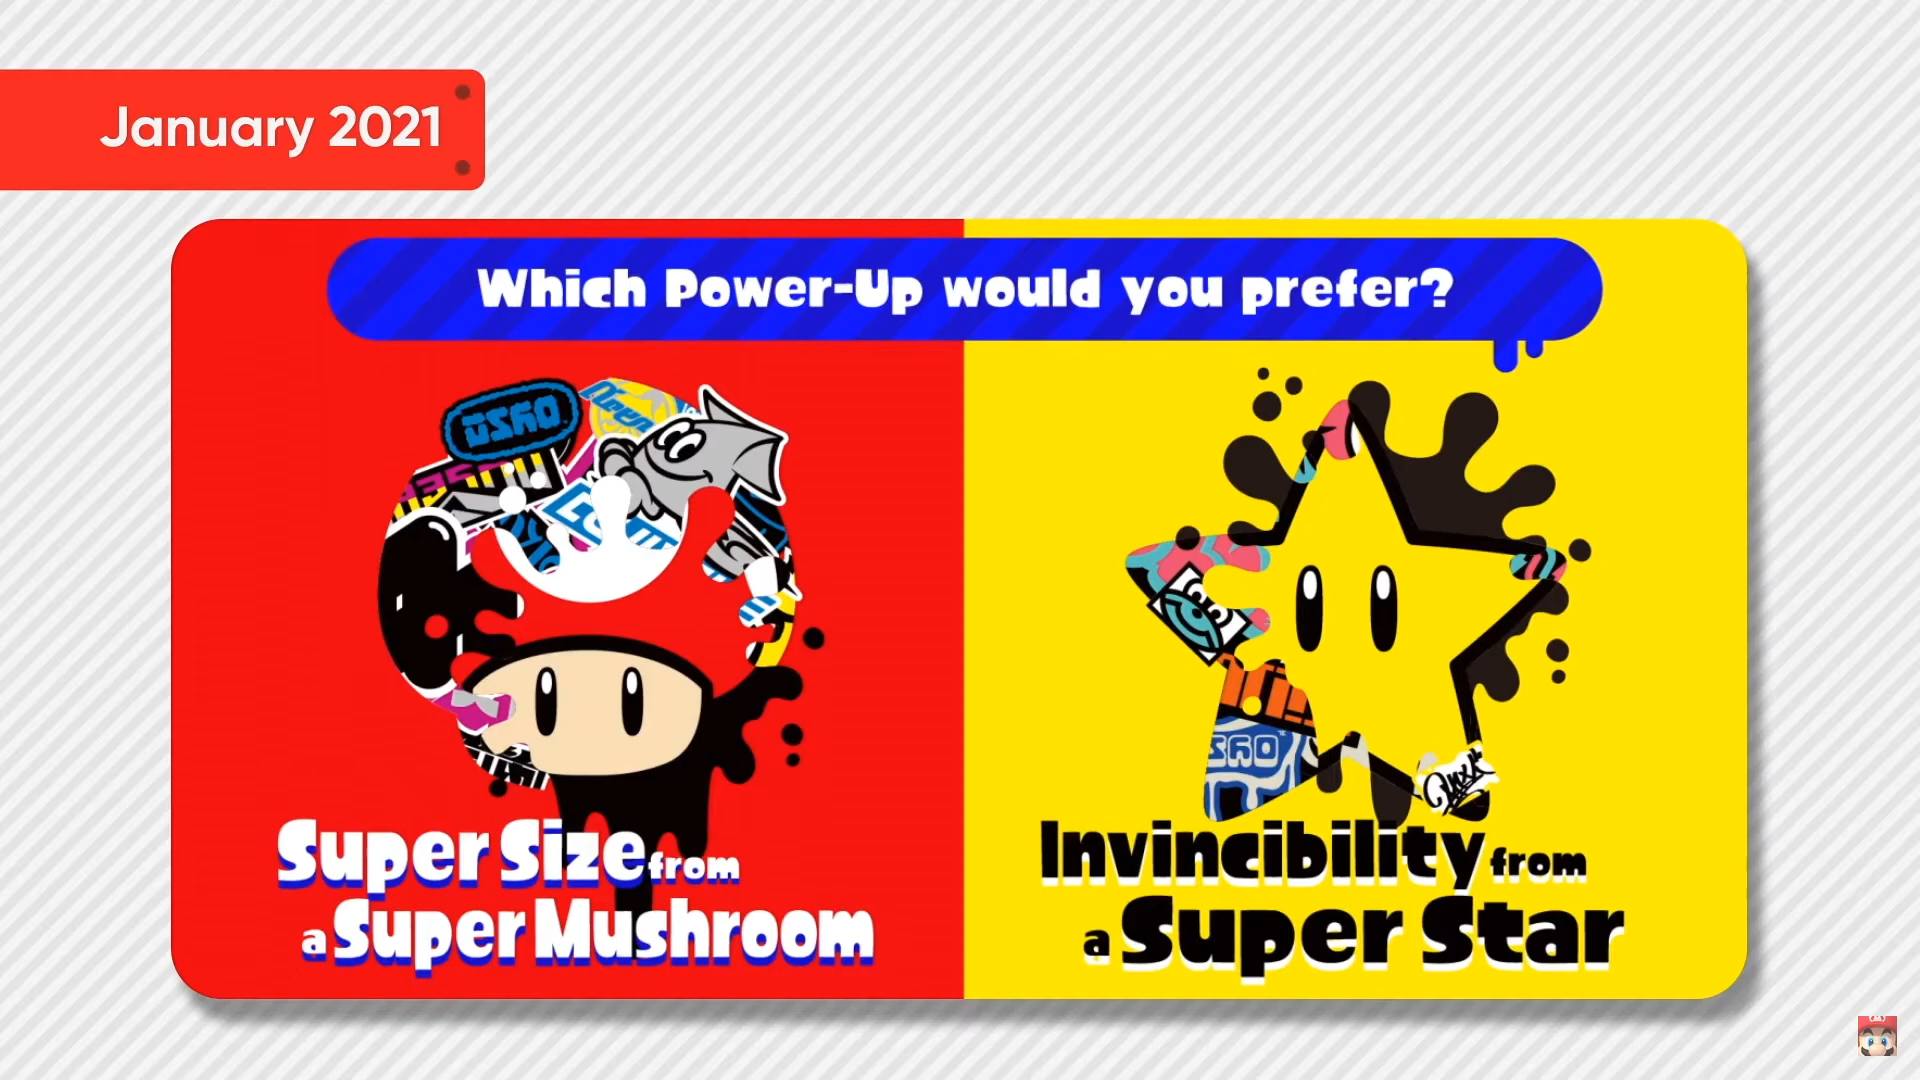 January 2021
Which Power-Up would you prefer?
Super Size from
a Super Mushroom
Invincibility from
a Super Star